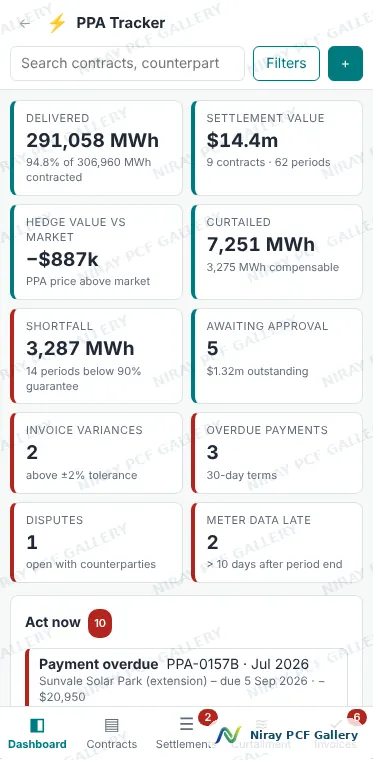 ← ⚡ PPA Tracker
Search contracts, counterpart
Filters
+
DELIVERED
291,058 MWh
94.8% of 306,960 MWh
contracted
SETTLEMENT VALUE
$14.4m
9 contracts · 62 periods
HEDGE VALUE VS
MARKET
−$887k
PPA price above market
CURTAILED
7,251 MWh
3,275 MWh compensable
SHORTFALL
3,287 MWh
14 periods below 90%
guarantee
AWAITING APPROVAL
5
$1.32m outstanding
INVOICE VARIANCES
2
above ±2% tolerance
OVERDUE PAYMENTS
3
30-day terms
DISPUTES
1
open with counterparties
METER DATA LATE
2
> 10 days after period end
Act now 10
Payment overdue PPA-0157B · Jul 2026
Sunvale Solar Park (extension) – due 5 Sep 2026 · −
$20,950
2
6
Dashboard
Contracts
Settlement
Curtailment
Invoices
Niray PCF Gallery
NIRAY PCF GALLERY